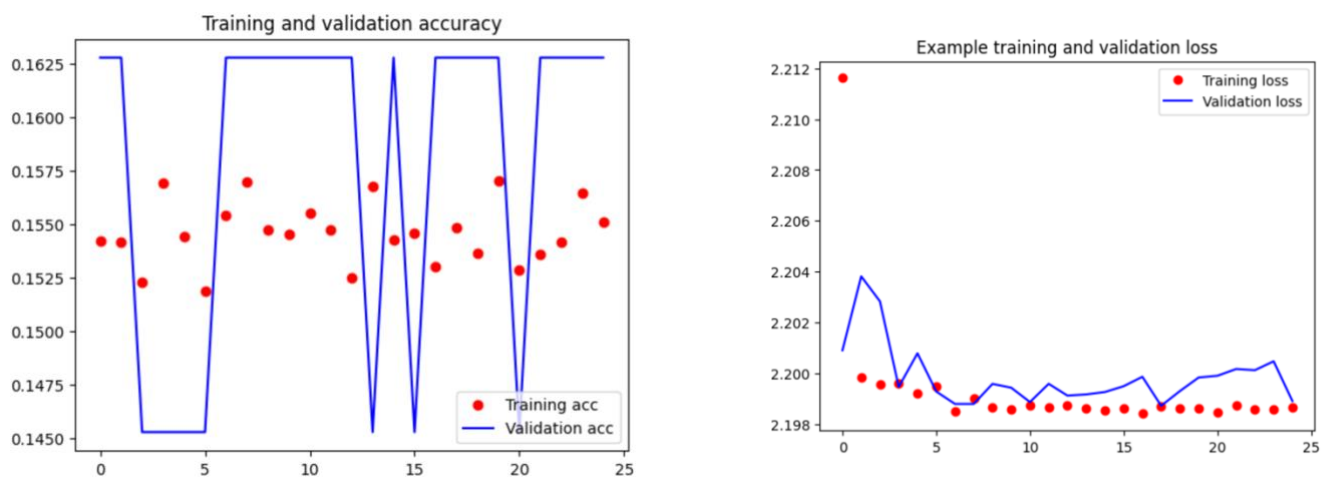 Training and validation accuracy
0.1625
0.1600
0.1575
0.1550
0.1525
0.1500
0.1475
0.1450
Training acc
Validation acc
0 5 10 15 20 25
Example training and validation loss
2.212
2.210
2.208
2.206
2.204
2.202
2.200
2.198
Training loss
Validation loss
0 5 10 15 20 25